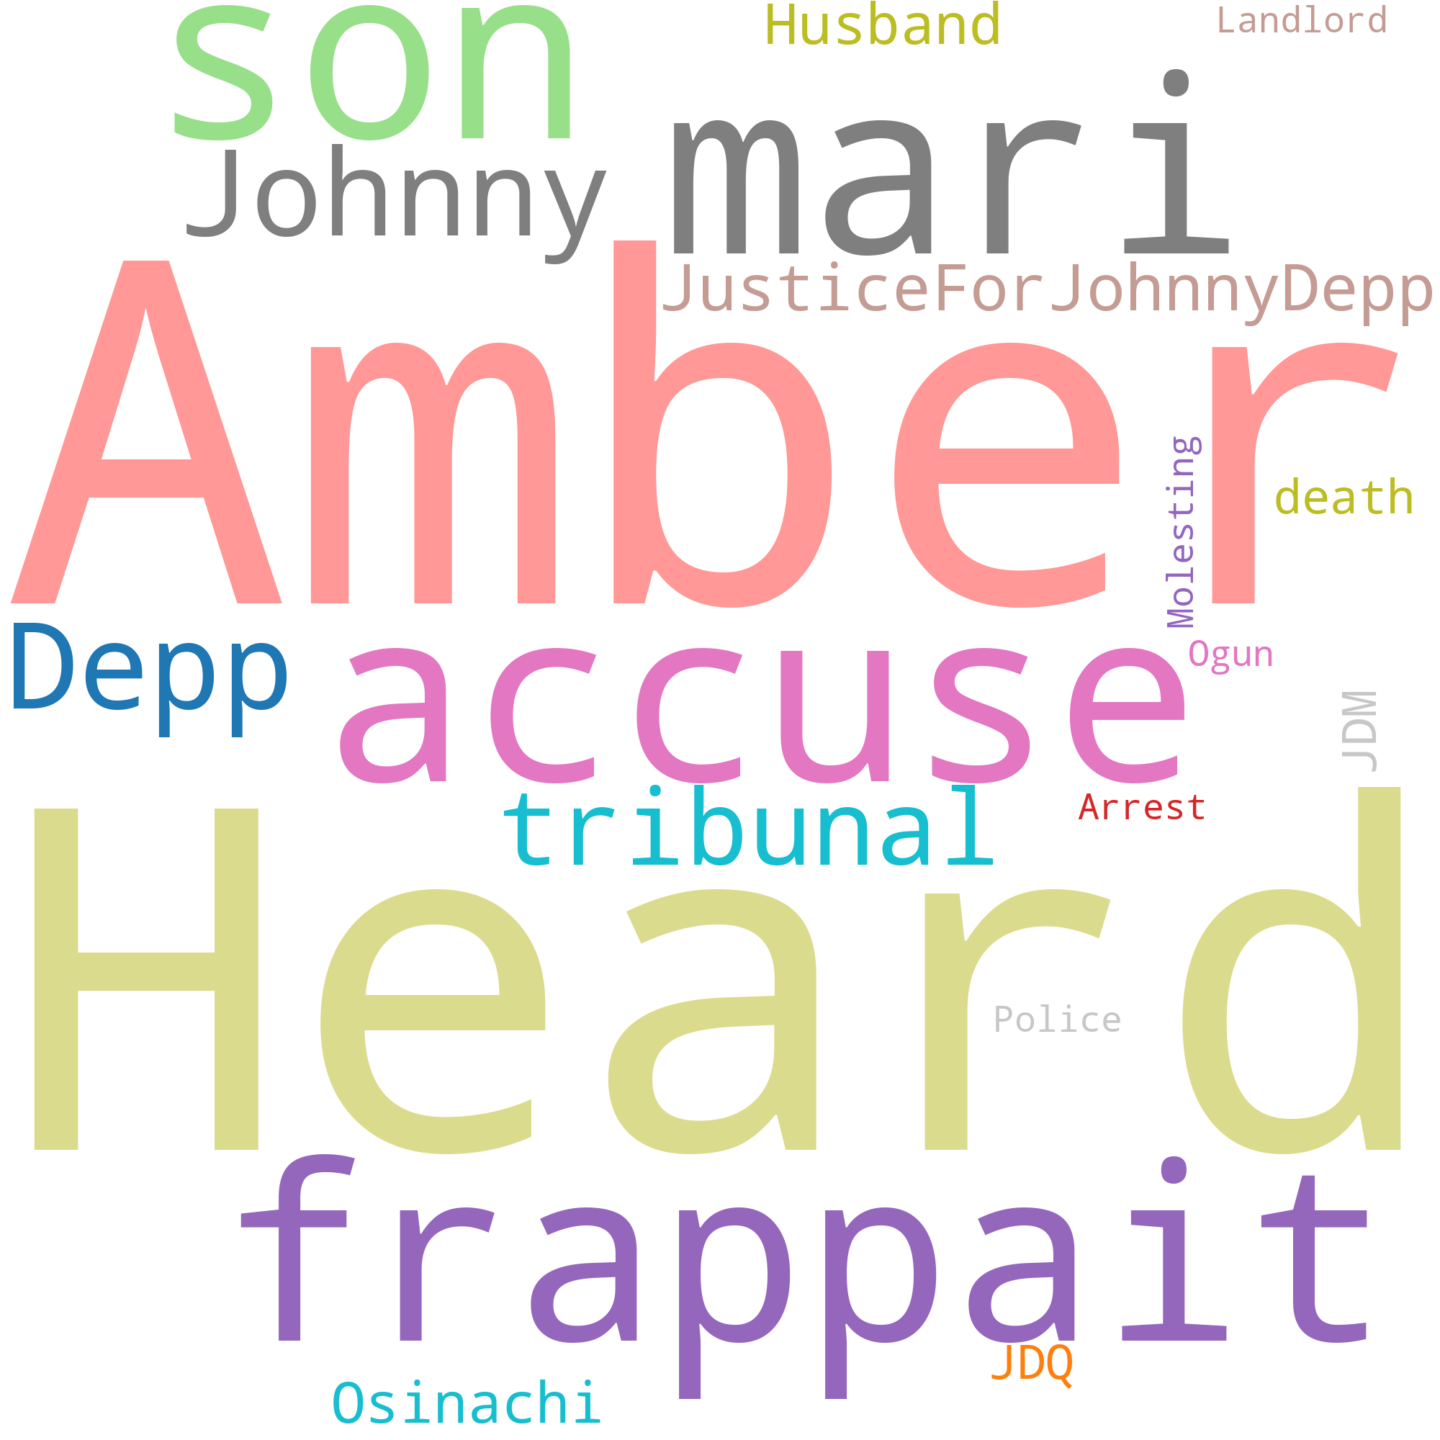 son
Husband
Landlord
Johnny
mari
JusticeForJohnnyDepp
Amber
Molesting
death
Depp
accuse
Ogun
JDM
tribunal
Arrest
Heard
Police
frappait
JDQ
Osinachi